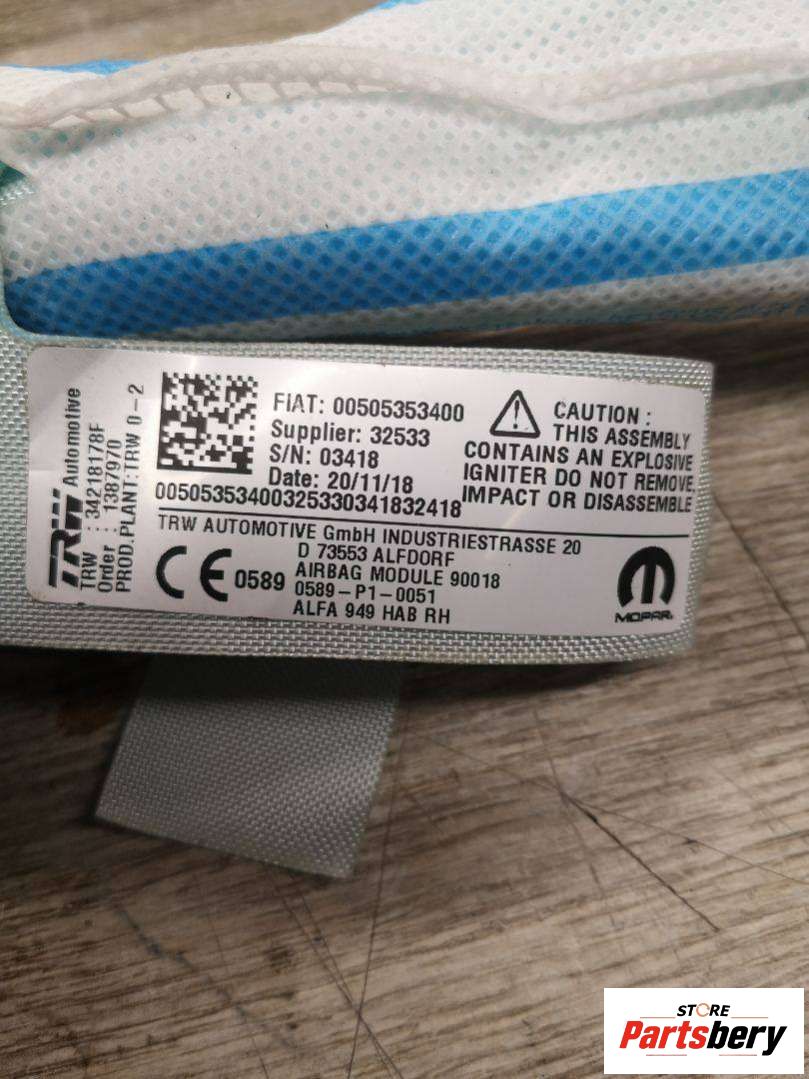 TRW Automotive
TRW : 34218178F
Order : 1387970
PROD.PLANT:TRW 0-2
FIAT: 00505353400
Supplier: 32533
S/N: 03418
Date: 20/11/18
00505353400325330341832418
CAUTION :
THIS ASSEMBLY
CONTAINS AN EXPLOSIVE
IGNITER DO NOT REMOVE,
IMPACT OR DISASSEMBLE
TRW AUTOMOTIVE GmbH INDUSTRIESTRASSE 20
D 73553 ALFDORF
CE 0589
AIRBAG MODULE 90018
0589-P1-0051
ALFA 949 HAB RH
MOPAR
STORE
Partsbery